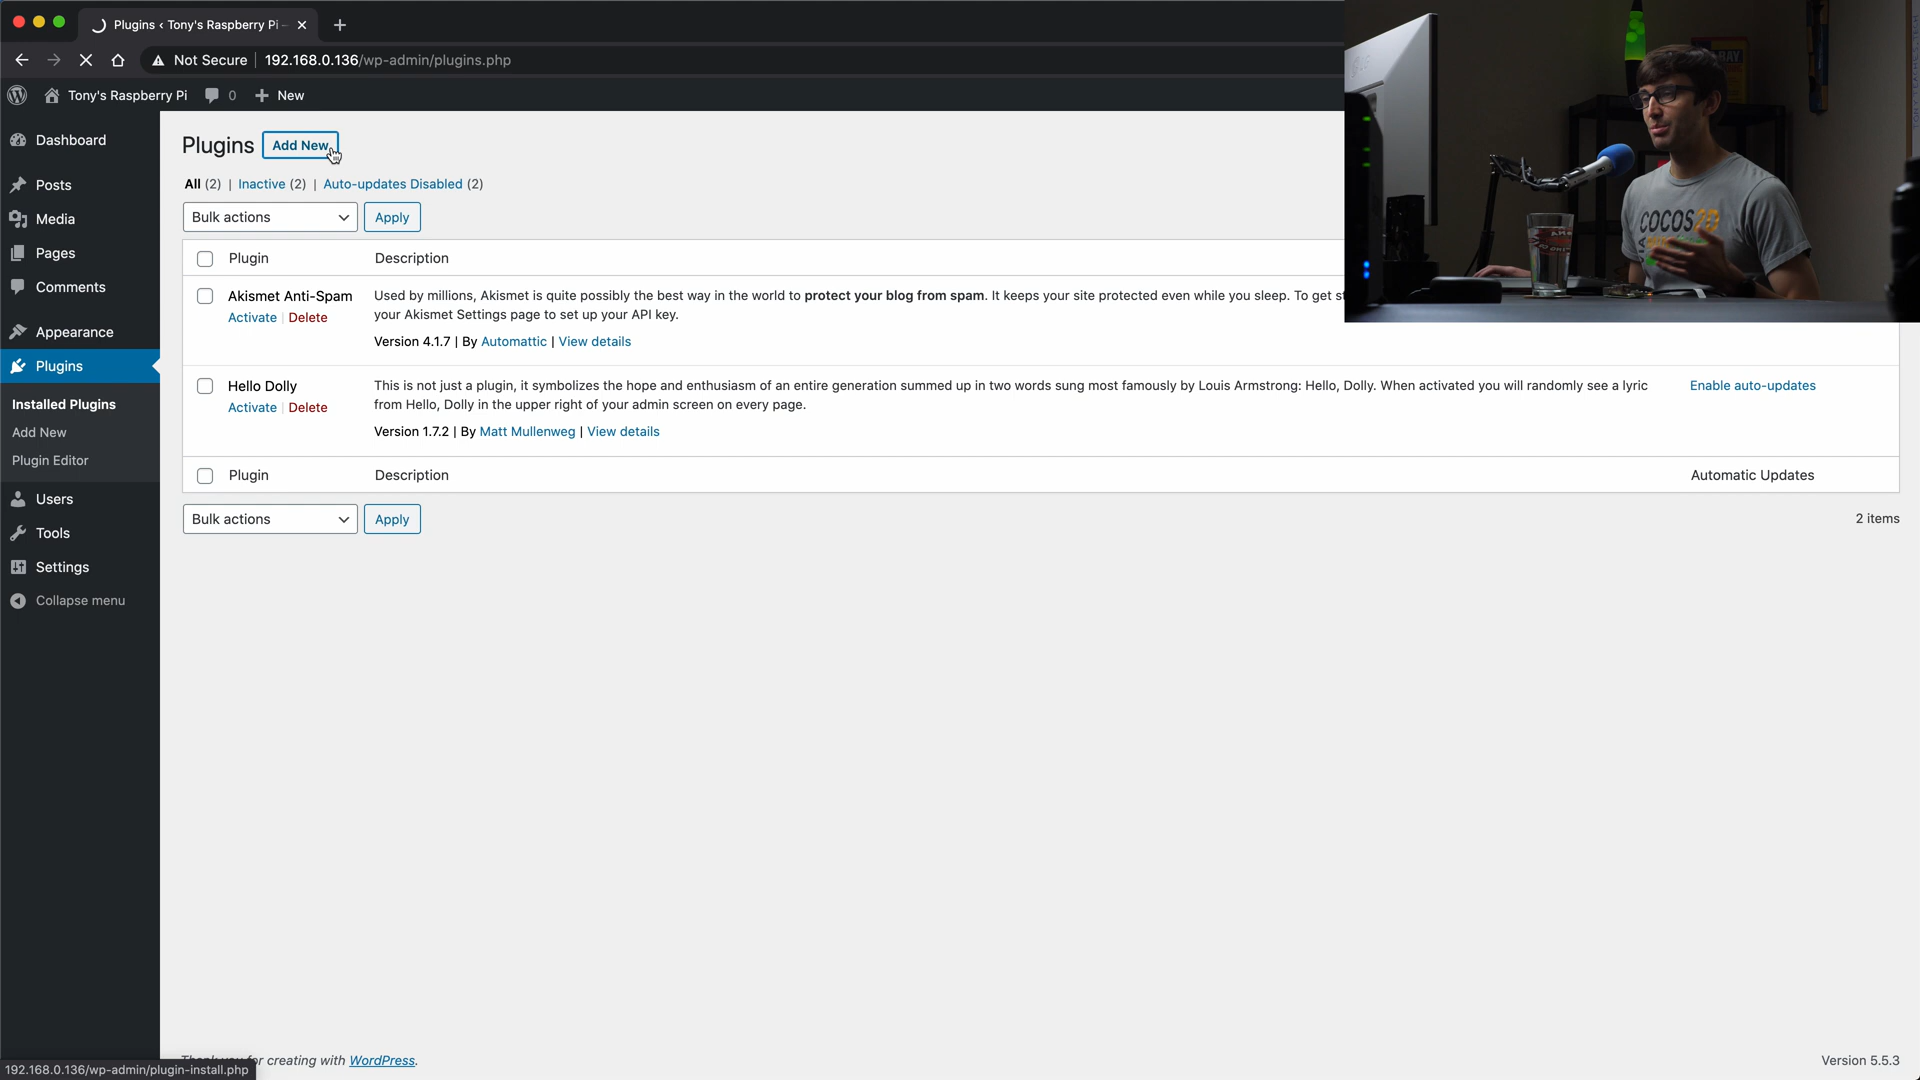 Plugins ‹ Tony's Raspberry Pi –
Not Secure 192.168.0.136/wp-admin/plugins.php
Tony's Raspberry Pi 0 New
Dashboard
Posts
Media
Pages
Comments
Appearance
Plugins
Installed Plugins
Add New
Plugin Editor
Users
Tools
Settings
Collapse menu
Plugins Add New
All (2) | Inactive (2) | Auto-updates Disabled (2)
Bulk actions Apply
Plugin Description
Akismet Anti-Spam
Activate | Delete
Used by millions, Akismet is quite possibly the best way in the world to protect your blog from spam. It keeps your site protected even while you sleep. To get
your Akismet Settings page to set up your API key.
Version 4.1.7 | By Automattic | View details
Hello Dolly
Activate | Delete
This is not just a plugin, it symbolizes the hope and enthusiasm of an entire generation summed up in two words sung most famously by Louis Armstrong: Hello, Dolly. When activated you will randomly see a lyric
from Hello, Dolly in the upper right of your admin screen on every page.
Version 1.7.2 | By Matt Mullenweg | View details
Enable auto-updates
Plugin Description Automatic Updates
Bulk actions Apply 2 items
for creating with WordPress.
Version 5.5.3
192.168.0.136/wp-admin/plugin-install.php
COCOS2D